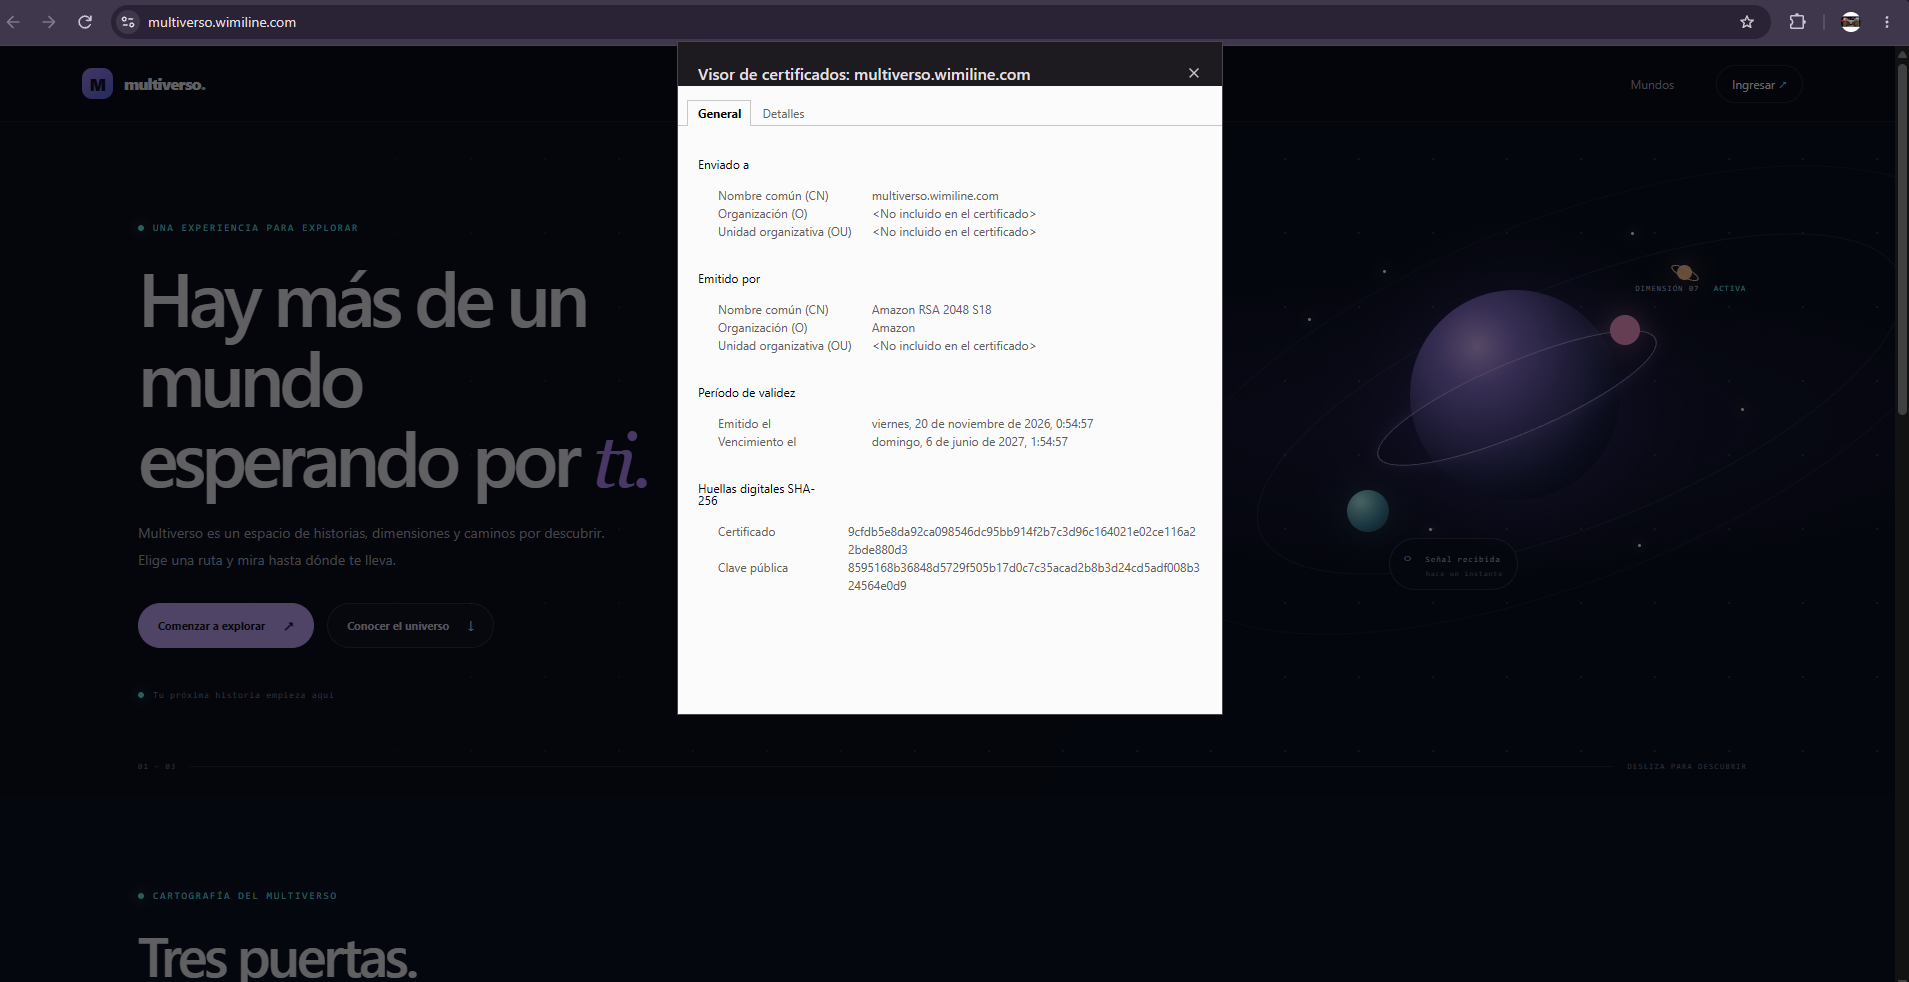 multiverso.wimiline.com
M multiverso.
Mundos
Ingresar ↗
Visor de certificados: multiverso.wimiline.com
General
Detalles
Enviado a
Nombre común (CN) multiverso.wimiline.com
Organización (O) <No incluido en el certificado>
Unidad organizativa (OU) <No incluido en el certificado>
Emitido por
Nombre común (CN) Amazon RSA 2048 S18
Organización (O) Amazon
Unidad organizativa (OU) <No incluido en el certificado>
Período de validez
Emitido el viernes, 20 de noviembre de 2026, 0:54:57
Vencimiento el domingo, 6 de junio de 2027, 1:54:57
Huellas digitales SHA-
256
Certificado 9cfdb5e8da92ca098546dc95bb914f2b7c3d96c164021e02ce116a2
2bde880d3
Clave pública 8595168b36848d5729f505b17d0c7c35acad2b8b3d24cd5adf008b3
24564e0d9
UNA EXPERIENCIA PARA EXPLORAR
Hay más de un
mundo
esperando por ti.
Multiverso es un espacio de historias, dimensiones y caminos por descubrir.
Elige una ruta y mira hasta dónde te lleva.
Comenzar a explorar ↗
Conocer el universo ↓
Tu próxima historia empieza aquí
DIMENSIÓN 07 ACTIVA
Señal recibida
hace un instante
01 — 03
DESLIZA PARA DESCUBRIR
CARTOGRAFÍA DEL MULTIVERSO
Tres puertas.